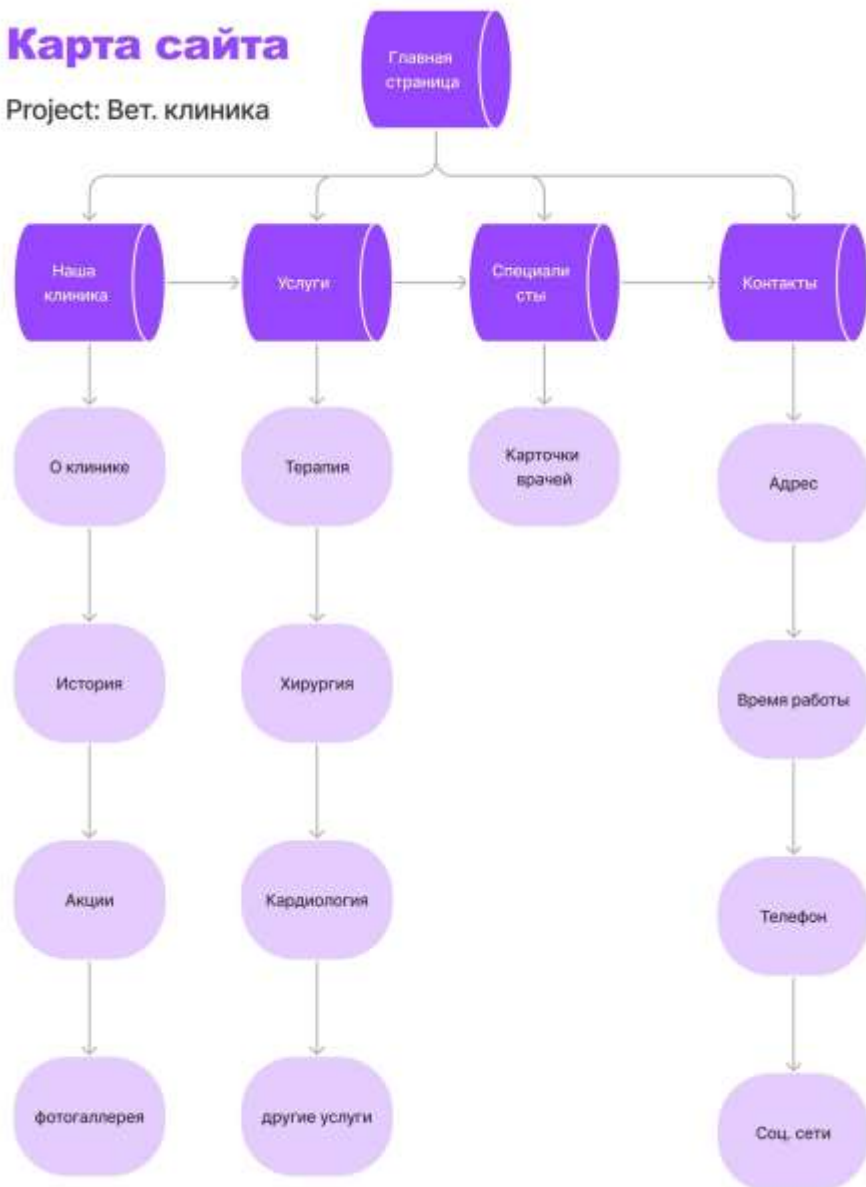 Карта сайта
Project: Вет. клиника
Главная
страница
Наша
клиника
Услуги
Специали
сты
Контакты
О клинике
Терапия
Карточки
врачей
Адрес
История
Хирургия
Время работы
Акции
Кардиология
Телефон
фотогаллерея
другие услуги
Соц. сети